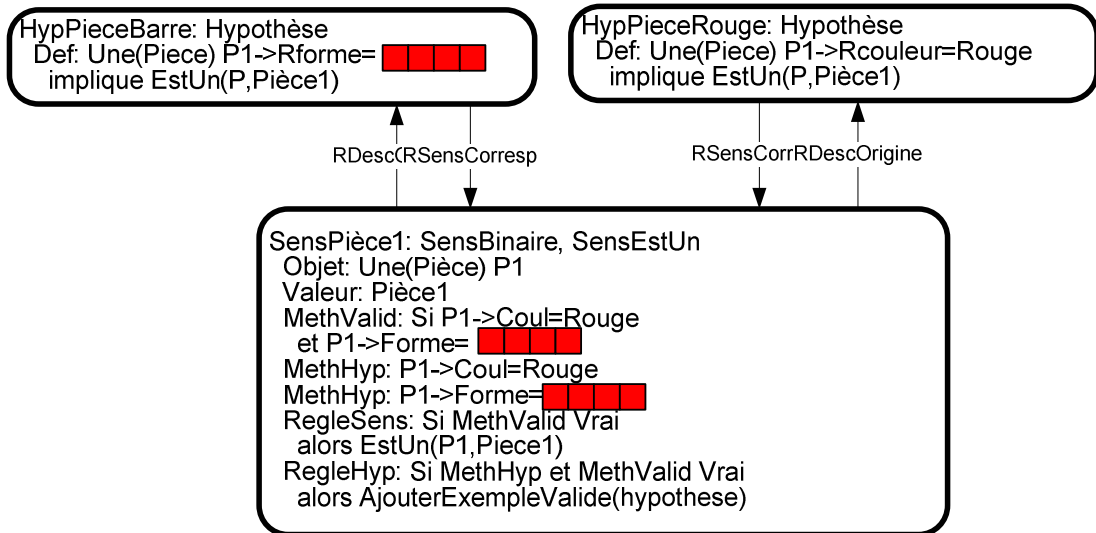 HypPieceBarre: Hypothèse
Def: Une(Piece) P1->Rforme=
implique EstUn(P,Pièce1)
HypPieceRouge: Hypothèse
Def: Une(Piece) P1->Rcouleur=Rouge
implique EstUn(P,Pièce1)
RDesc(RSensCorresp
RSensCorrRDescOrigine
SensPièce1: SensBinaire, SensEstUn
Objet: Une(Pièce) P1
Valeur: Pièce1
MethValid: Si P1->Coul=Rouge
et P1->Forme=
MethHyp: P1->Coul=Rouge
MethHyp: P1->Forme=
RegleSens: Si MethValid Vrai
alors EstUn(P1,Piece1)
RegleHyp: Si MethHyp et MethValid Vrai
alors AjouterExempleValide(hypothese)